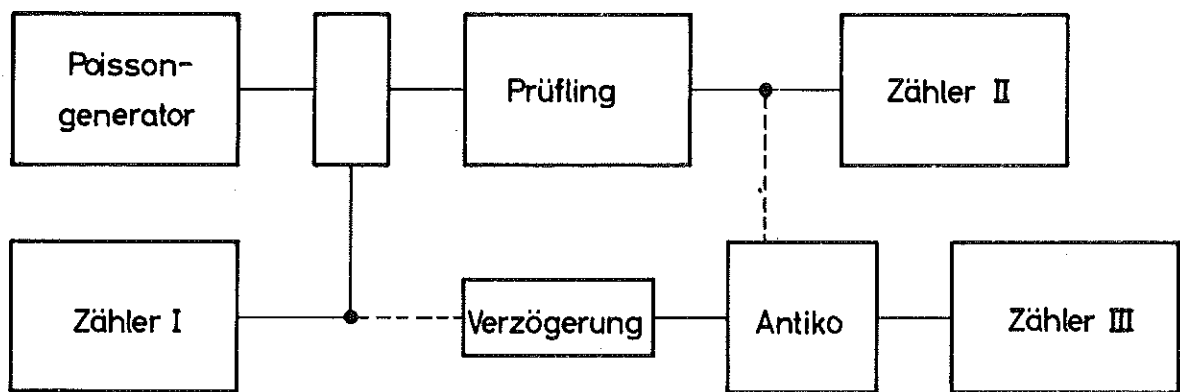 Poisson-
generator
Prüfling
Zähler II
Zähler I
Verzögerung
Antiko
Zähler III